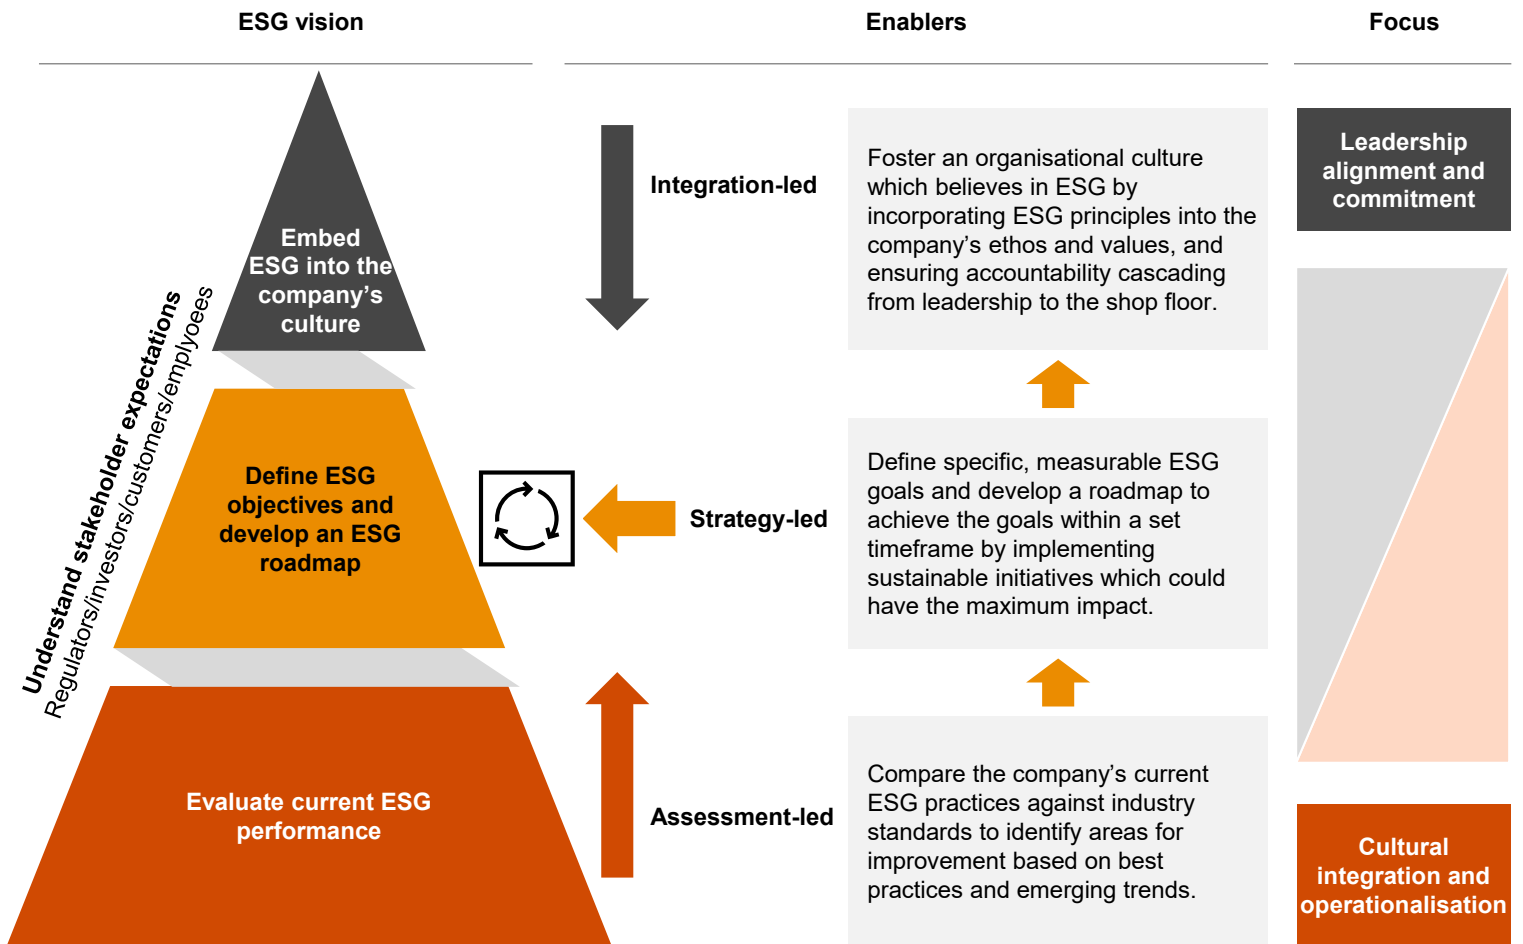 ESG vision
Enablers
Focus
Embed
ESG into the
company’s
culture
Integration-led
Foster an organisational culture
which believes in ESG by
incorporating ESG principles into the
company’s ethos and values, and
ensuring accountability cascading
from leadership to the shop floor.
Leadership
alignment and
commitment
Understand stakeholder expectations
Regulators/investors/customers/emplyoees
Define ESG
objectives and
develop an ESG
roadmap
Strategy-led
Define specific, measurable ESG
goals and develop a roadmap to
achieve the goals within a set
timeframe by implementing
sustainable initiatives which could
have the maximum impact.
Evaluate current ESG
performance
Assessment-led
Compare the company’s current
ESG practices against industry
standards to identify areas for
improvement based on best
practices and emerging trends.
Cultural
integration and
operationalisation